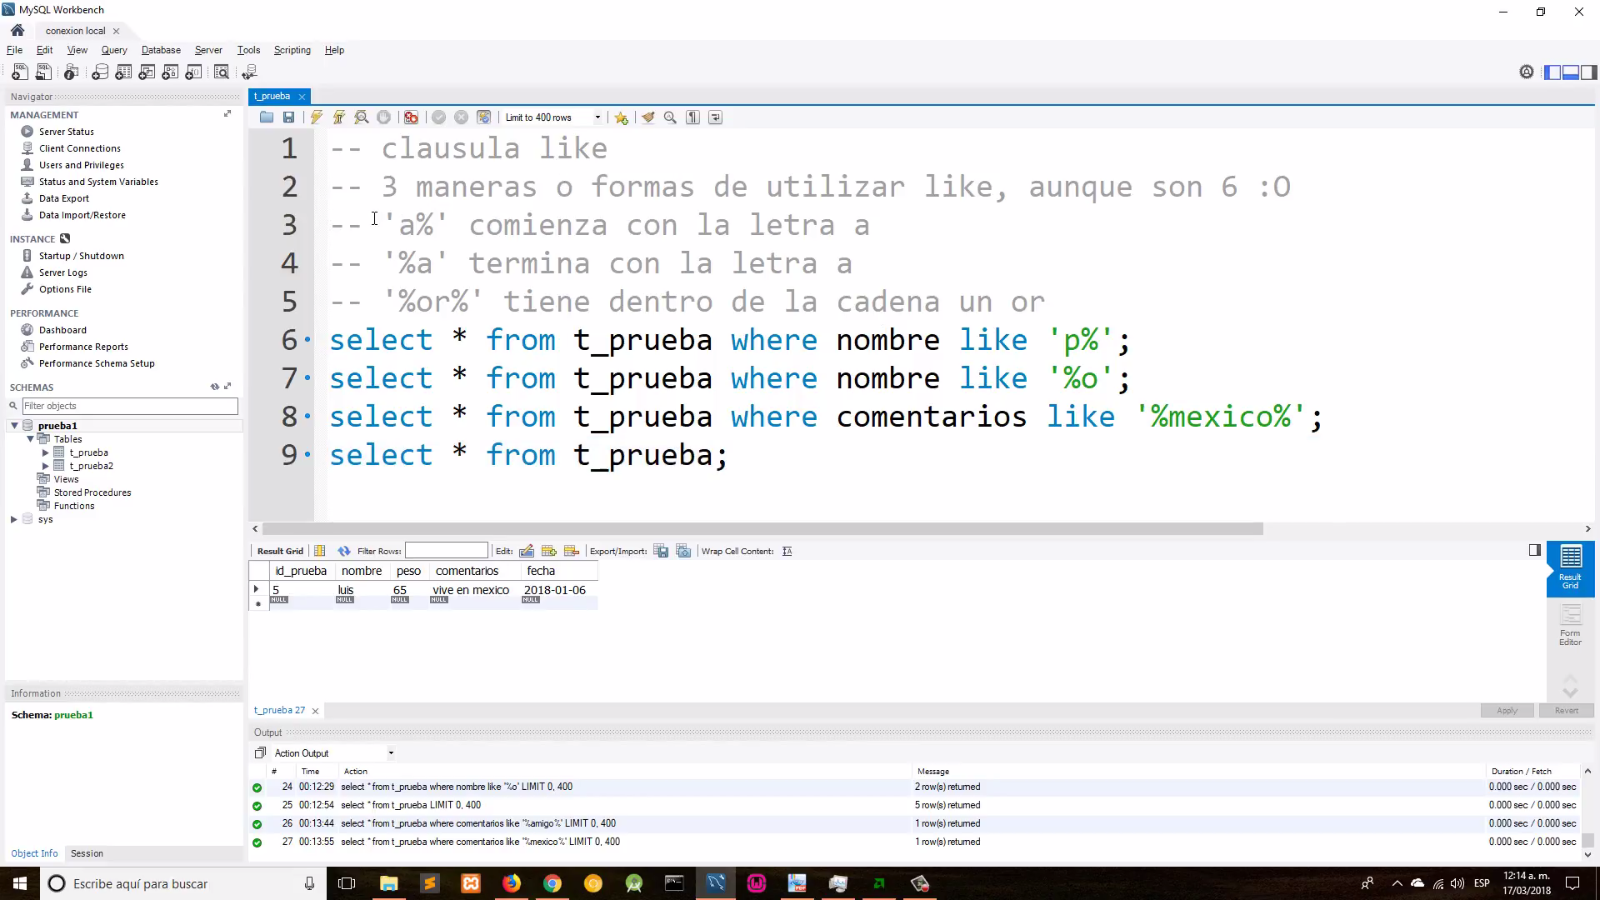 MySQL Workbench
conexion local
File Edit View Query Database Server Tools Scripting Help
Navigator
MANAGEMENT
Server Status
Client Connections
Users and Privileges
Status and System Variables
Data Export
Data Import/Restore
INSTANCE
Startup / Shutdown
Server Logs
Options File
PERFORMANCE
Dashboard
Performance Reports
Performance Schema Setup
SCHEMAS
Filter objects
prueba1
Tables
t_prueba
t_prueba2
Views
Stored Procedures
Functions
sys
Information
Schema: prueba1
Object Info Session
t_prueba
Limit to 400 rows
1 -- clausula like
2 -- 3 maneras o formas de utilizar like, aunque son 6 :O
3 -- 'a%' comienza con la letra a
4 -- '%a' termina con la letra a
5 -- '%or%' tiene dentro de la cadena un or
6 select * from t_prueba where nombre like 'p%';
7 select * from t_prueba where nombre like '%o';
8 select * from t_prueba where comentarios like '%mexico%';
9 select * from t_prueba;
Result Grid Filter Rows: Edit: Export/Import: Wrap Cell Content:
id_prueba nombre peso comentarios fecha
5 luis 65 vive en mexico 2018-01-06
NULL NULL NULL NULL NULL
Result Grid
Form Editor
t_prueba 27
Apply Revert
Output
Action Output
# Time Action Message Duration / Fetch
24 00:12:29 select * from t_prueba where nombre like '%o' LIMIT 0, 400 2 row(s) returned 0.000 sec / 0.000 sec
25 00:12:54 select * from t_prueba LIMIT 0, 400 5 row(s) returned 0.000 sec / 0.000 sec
26 00:13:44 select * from t_prueba where comentarios like '%amigo%' LIMIT 0, 400 1 row(s) returned 0.000 sec / 0.000 sec
27 00:13:55 select * from t_prueba where comentarios like '%mexico%' LIMIT 0, 400 1 row(s) returned 0.000 sec / 0.000 sec
Escribe aquí para buscar
ESP
12:14 a. m.
17/03/2018